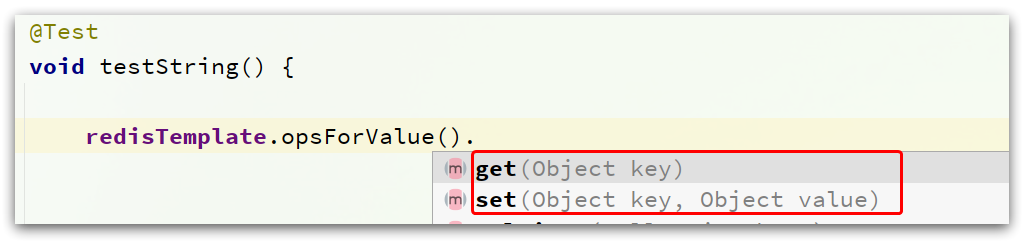 @Test
void testString() {
redisTemplate.opsForValue().
m get(Object key)
m set(Object key, Object value)